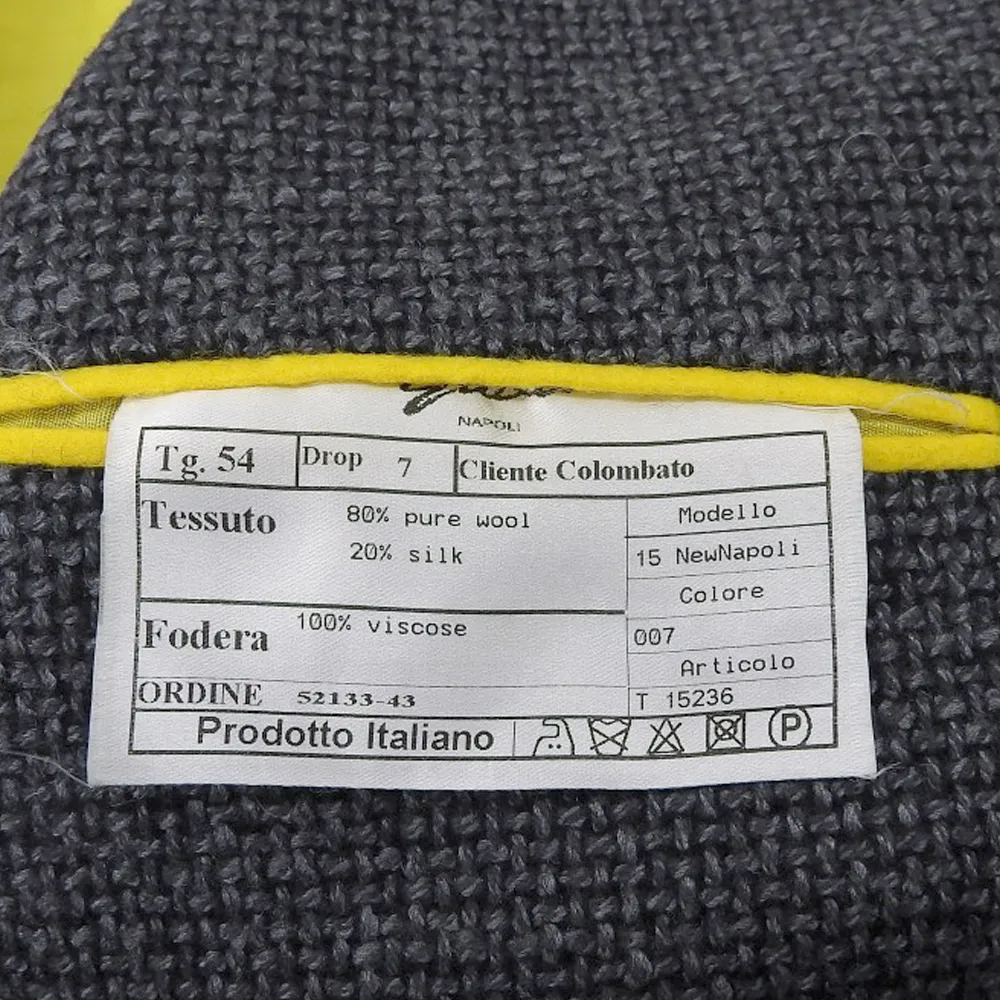 NAPOLI
Tg. 54 Drop 7 Cliente Colombato
Tessuto 80% pure wool
20% silk
Modello
15 NewNapoli
Colore
007
Articolo
T 15236
Fodera 100% viscose
ORDINE 52133-43
Prodotto Italiano P